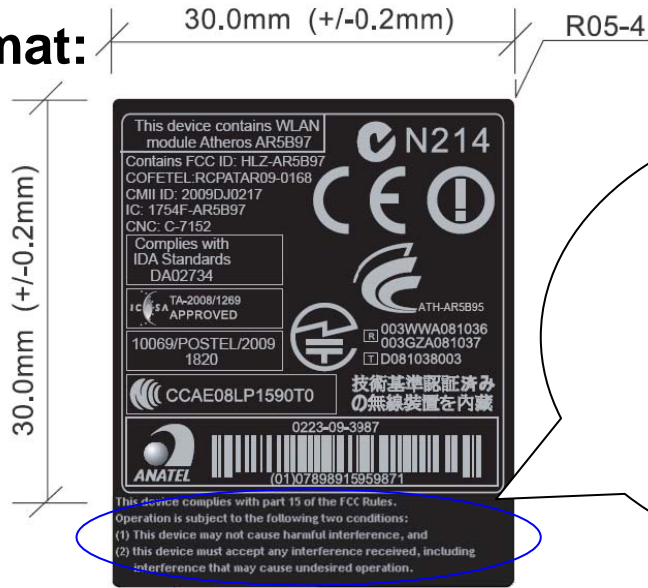 mat:
30.0mm (+/-0.2mm)
R05-4
30.0mm (+/-0.2mm)
This device contains WLAN
module Atheros AR5B97
N214
Contains FCC ID: HLZ-AR5B97
COFETEL:RCPATAR09-0168
CMII ID: 2009DJ0217
IC: 1754F-AR5B97
CNC: C-7152
CE
Complies with
IDA Standards
DA02734
ATH-AR5B95
ICASA TA-2008/1269
APPROVED
R 003WWA081036
003GZA081037
T D081038003
10069/POSTEL/2009
1820
CCAE08LP1590T0
技術基準認証済み
の無線装置を内蔵
ANATEL
0223-09-3987
(01)07898915959871
This device complies with part 15 of the FCC Rules.
Operation is subject to the following two conditions:
(1) This device may not cause harmful interference, and
(2) this device must accept any interference received, including
interference that may cause undesired operation.